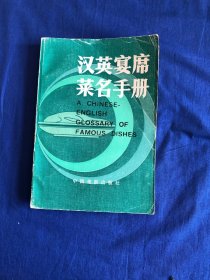 汉英宴席
菜名手册
A CHINESE-
ENGLISH
GLOSSARY OF
FAMOUS DISHES